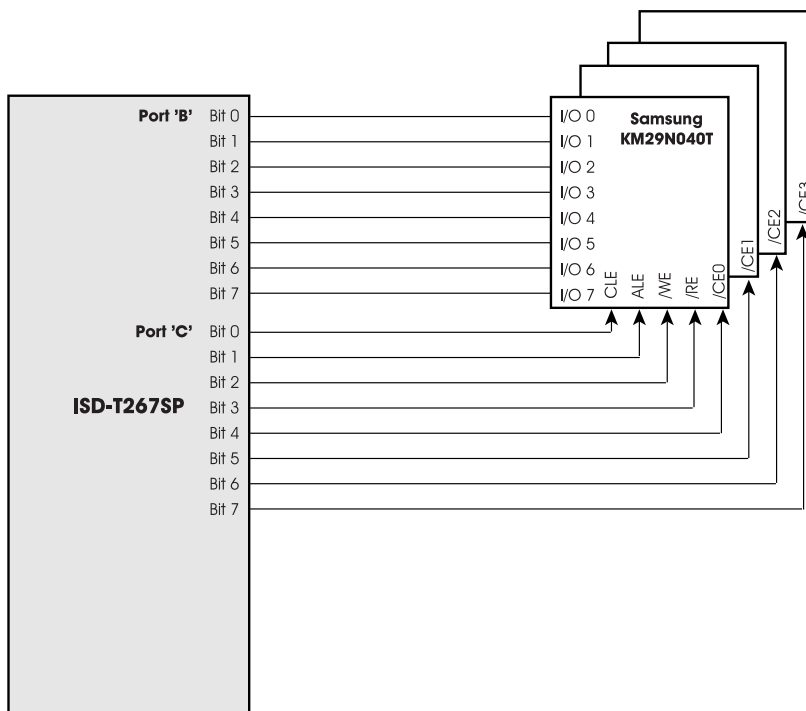 Port 'B' Bit 0
Bit 1
Bit 2
Bit 3
Bit 4
Bit 5
Bit 6
Bit 7
Port 'C' Bit 0
Bit 1
Bit 2
Bit 3
Bit 4
Bit 5
Bit 6
Bit 7
ISD-T267SP
I/O 0
I/O 1
I/O 2
I/O 3
I/O 4
I/O 5
I/O 6
I/O 7
Samsung
KM29N040T
CLE
ALE
/WE
/RE
/CE0
/CE1
/CE2
/CE3